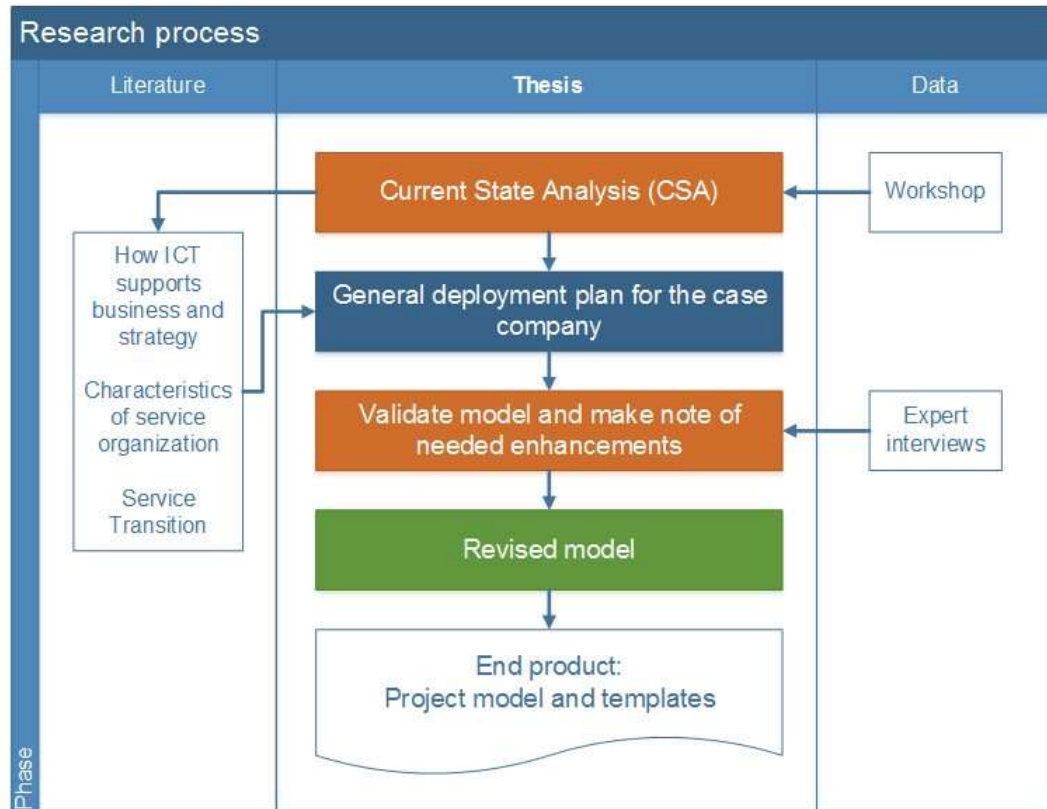 Research process
Literature
Thesis
Data
Current State Analysis (CSA)
Workshop
How ICT
supports
business and
strategy
Characteristics
of service
organization
Service
Transition
General deployment plan for the case
company
Validate model and make note of
needed enhancements
Expert
interviews
Revised model
End product:
Project model and templates
Phase